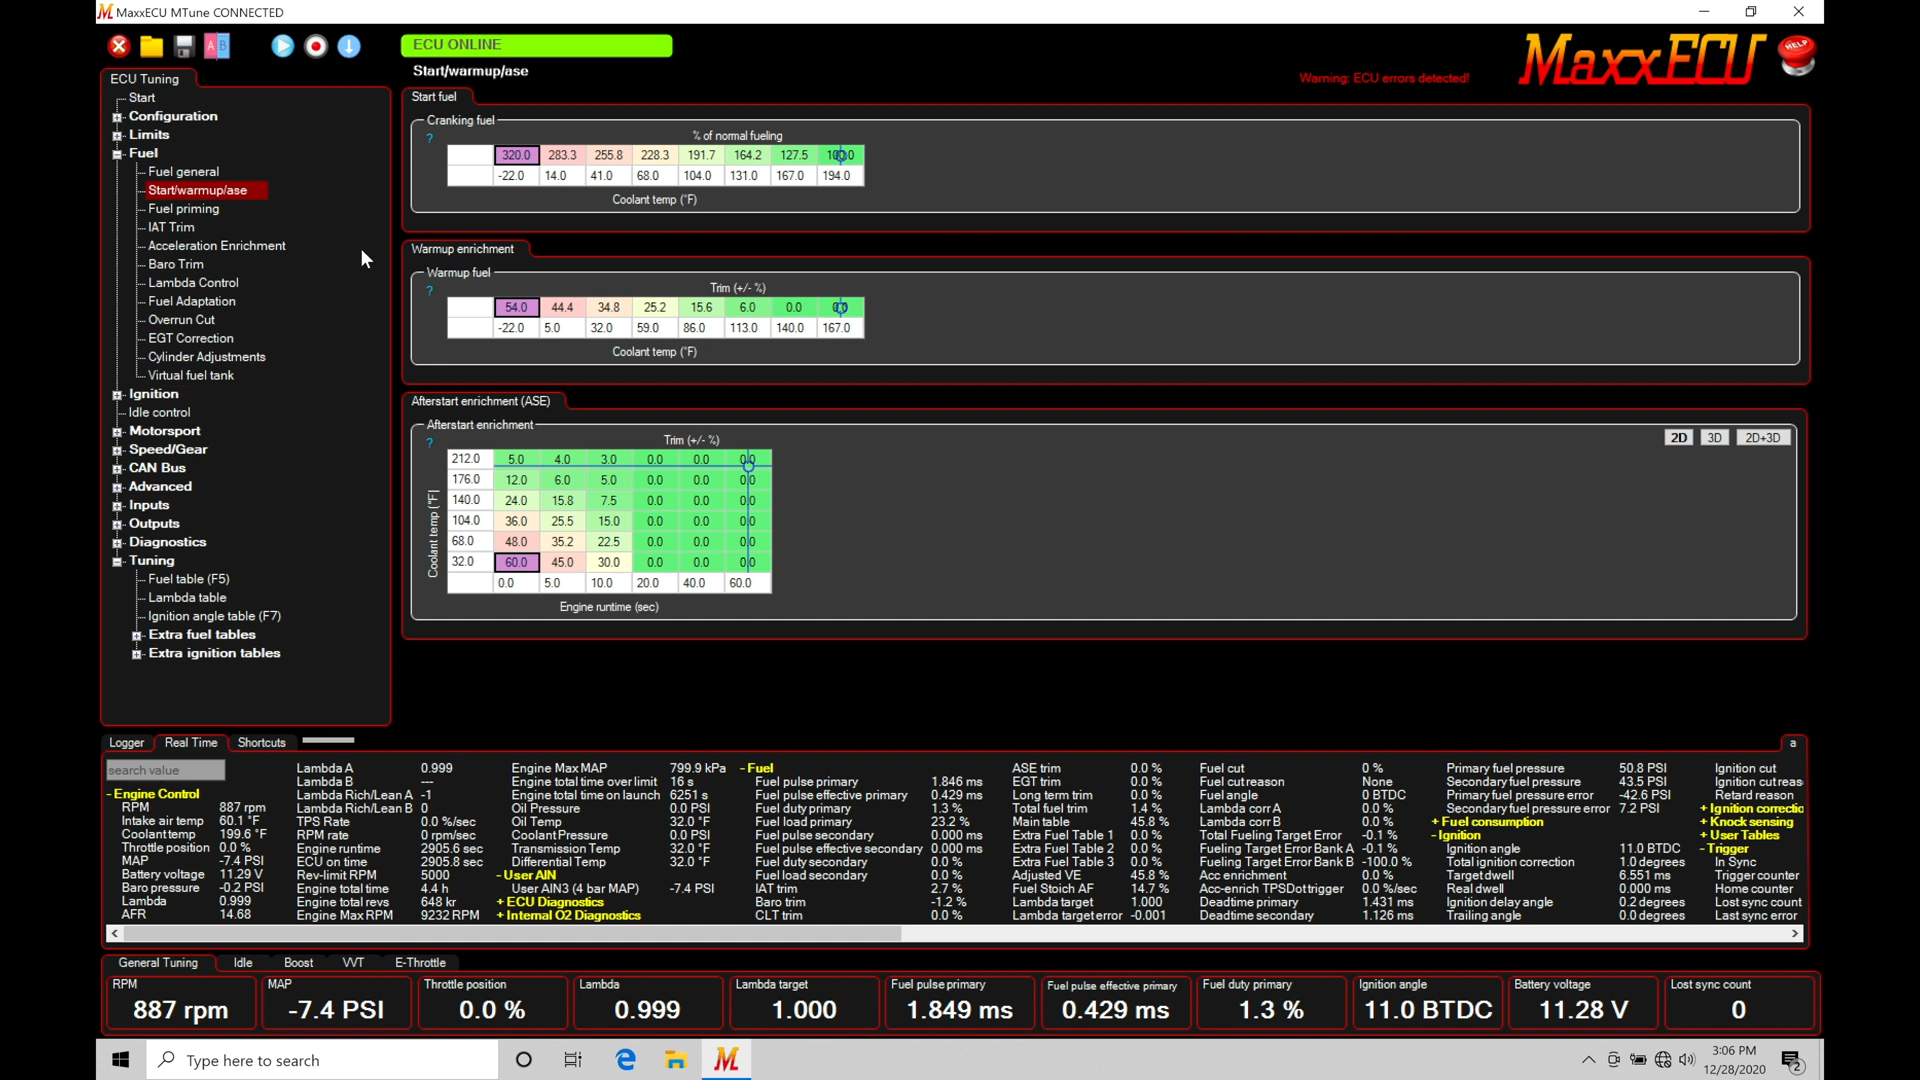 MaxxECU MTune CONNECTED
ECU ONLINE
Start/warmup/ase
Warning: ECU errors detected!
MaxxECU
HELP
A B
ECU Tuning
Start
Configuration
Limits
Fuel
Fuel general
Start/warmup/ase
Fuel priming
IAT Trim
Acceleration Enrichment
Baro Trim
Lambda Control
Fuel Adaptation
Overrun Cut
EGT Correction
Cylinder Adjustments
Virtual fuel tank
Ignition
Idle control
Motorsport
Speed/Gear
CAN Bus
Advanced
Inputs
Outputs
Diagnostics
Tuning
Fuel table (F5)
Lambda table
Ignition angle table (F7)
Extra fuel tables
Extra ignition tables
Start fuel
Cranking fuel
?
% of normal fueling
320.0 283.3 255.8 228.3 191.7 164.2 127.5
-22.0 14.0 41.0 68.0 104.0 131.0 167.0 194.0
Coolant temp (°F)
Warmup enrichment
Warmup fuel
?
Trim (+/- %)
54.0 44.4 34.8 25.2 15.6 6.0 0.0 0.0
-22.0 5.0 32.0 59.0 86.0 113.0 140.0 167.0
Coolant temp (°F)
Afterstart enrichment (ASE)
Afterstart enrichment
?
Trim (+/- %)
2D 3D 2D+3D
Coolant temp (°F)
212.0 5.0 4.0 3.0 0.0 0.0 0.0
176.0 12.0 6.0 5.0 0.0 0.0 0.0
140.0 24.0 15.8 7.5 0.0 0.0 0.0
104.0 36.0 25.5 15.0 0.0 0.0 0.0
68.0 48.0 35.2 22.5 0.0 0.0 0.0
32.0 60.0 45.0 30.0 0.0 0.0 0.0
0.0 5.0 10.0 20.0 40.0 60.0
Engine runtime (sec)
Logger Real Time Shortcuts
a
search value
- Engine Control
RPM 887 rpm
Intake air temp 60.1 °F
Coolant temp 199.6 °F
Throttle position 0.0 %
MAP -7.4 PSI
Battery voltage 11.29 V
Baro pressure -0.2 PSI
Lambda 0.999
AFR 14.68
Lambda A 0.999
Lambda B ---
Lambda Rich/Lean A -1
Lambda Rich/Lean B 0
TPS Rate 0.0 %/sec
RPM rate 0 rpm/sec
Engine runtime 2905.6 sec
ECU on time 2905.8 sec
Rev-limit RPM 5000
Engine total time 4.4 h
Engine total revs 648 kr
Engine Max RPM 9232 RPM
Engine Max MAP 799.9 kPa
Engine total time over limit 16 s
Engine total time on launch 6251 s
Oil Pressure 0.0 PSI
Oil Temp 32.0 °F
Coolant Pressure 0.0 PSI
Transmission Temp 32.0 °F
Differential Temp 32.0 °F
- User AIN
User AIN3 (4 bar MAP) -7.4 PSI
+ ECU Diagnostics
+ Internal O2 Diagnostics
- Fuel
Fuel pulse primary 1.846 ms
Fuel pulse effective primary 0.429 ms
Fuel duty primary 1.3 %
Fuel load primary 23.2 %
Fuel pulse secondary 0.000 ms
Fuel pulse effective secondary 0.000 ms
Fuel duty secondary 0.0 %
Fuel load secondary 0.0 %
IAT trim 2.7 %
Baro trim -1.2 %
CLT trim 0.0 %
ASE trim 0.0 %
EGT trim 0.0 %
Long term trim 0.0 %
Total fuel trim 1.4 %
Main table 45.8 %
Extra Fuel Table 1 0.0 %
Extra Fuel Table 2 0.0 %
Extra Fuel Table 3 0.0 %
Adjusted VE 45.8 %
Fuel Stoich AF 14.7 %
Lambda target 1.000
Lambda target error -0.001
Fuel cut 0 %
Fuel cut reason None
Fuel angle 0 BTDC
Lambda corr A 0.0 %
Lambda corr B 0.0 %
Total Fueling Target Error -0.1 %
Fueling Target Error Bank A -0.1 %
Fueling Target Error Bank B -100.0 %
Acc enrichment 0.0 %
Acc-enrich TPSDot trigger 0.0 %/sec
Deadtime primary 1.431 ms
Deadtime secondary 1.126 ms
Primary fuel pressure 50.8 PSI
Secondary fuel pressure 43.5 PSI
Primary fuel pressure error -42.6 PSI
Secondary fuel pressure error 7.2 PSI
+ Fuel consumption
- Ignition
Ignition angle 11.0 BTDC
Total ignition correction 1.0 degrees
Target dwell 6.551 ms
Real dwell 0.000 ms
Ignition delay angle 0.2 degrees
Trailing angle 0.0 degrees
Ignition cut
Ignition cut reas
Retard reason
+ Ignition correctio
+ Knock sensing
+ User Tables
- Trigger
In Sync
Trigger counter
Home counter
Lost sync count
Last sync error
General Tuning Idle Boost VVT E-Throttle
RPM
887 rpm
MAP
-7.4 PSI
Throttle position
0.0 %
Lambda
0.999
Lambda target
1.000
Fuel pulse primary
1.849 ms
Fuel pulse effective primary
0.429 ms
Fuel duty primary
1.3 %
Ignition angle
11.0 BTDC
Battery voltage
11.28 V
Lost sync count
0
Type here to search
3:06 PM
12/28/2020
2